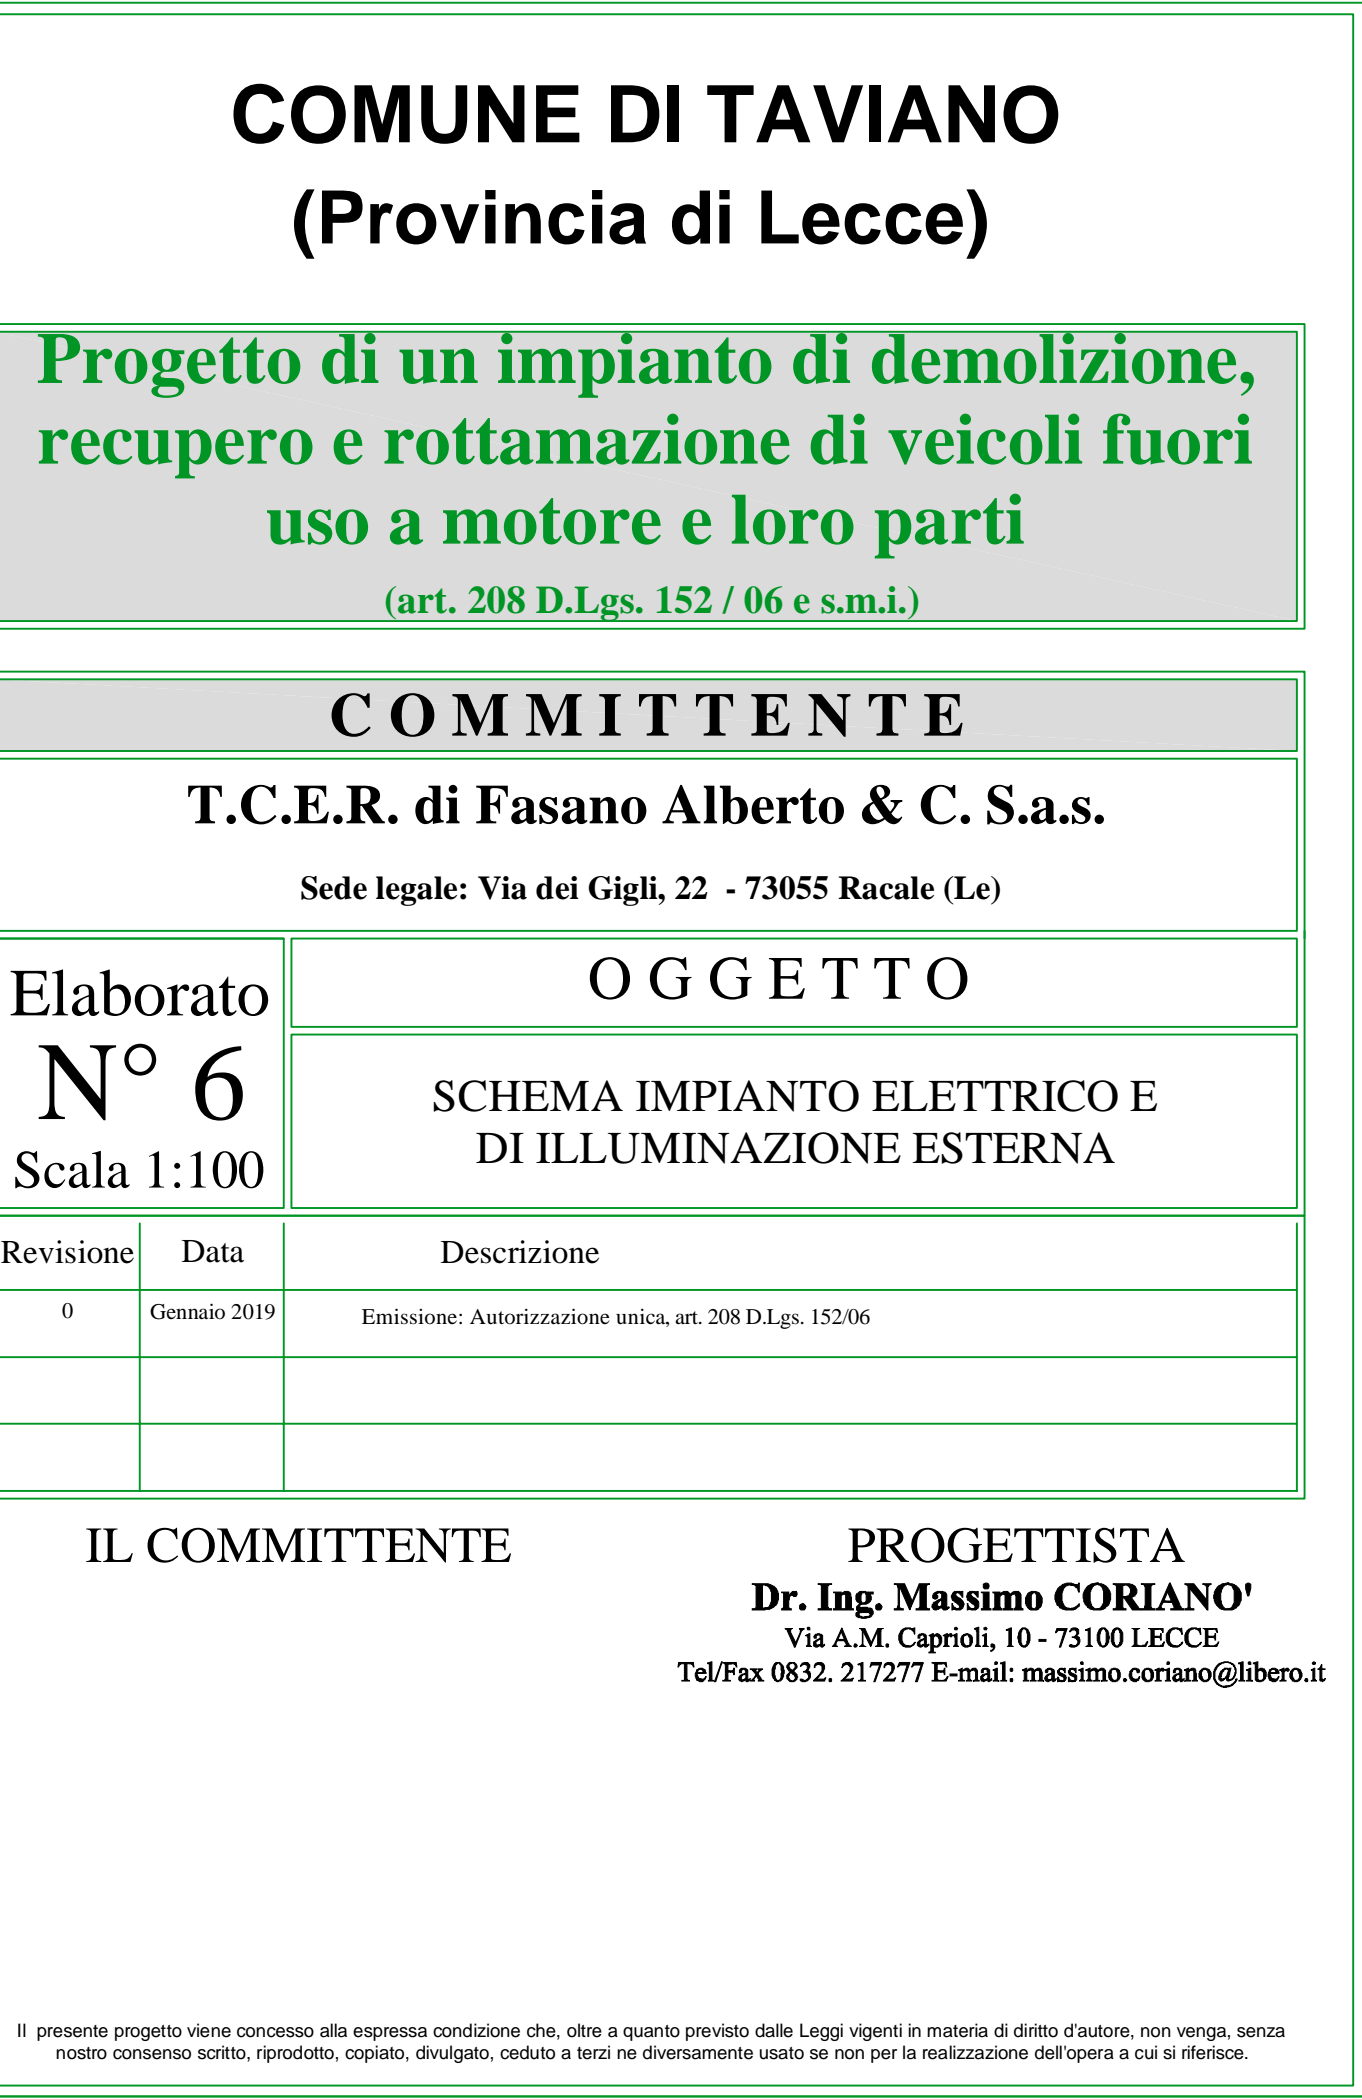 COMUNE DI TAVIANO
(Provincia di Lecce)
Progetto di un impianto di demolizione,
recupero e rottamazione di veicoli fuori
uso a motore e loro parti
(art. 208 D.Lgs. 152 / 06 e s.m.i.)
COMMITTENTE
T.C.E.R. di Fasano Alberto & C. S.a.s.
Sede legale: Via dei Gigli, 22 - 73055 Racale (Le)
Elaborato
N° 6
Scala 1:100
OGGETTO
SCHEMA IMPIANTO ELETTRICO E
DI ILLUMINAZIONE ESTERNA
Revisione Data Descrizione
0 Gennaio 2019 Emissione: Autorizzazione unica, art. 208 D.Lgs. 152/06
IL COMMITTENTE
PROGETTISTA
Dr. Ing. Massimo CORIANO'
Via A.M. Caprioli, 10 - 73100 LECCE
Tel/Fax 0832. 217277 E-mail: massimo.coriano@libero.it
Il presente progetto viene concesso alla espressa condizione che, oltre a quanto previsto dalle Leggi vigenti in materia di diritto d'autore, non venga, senza
nostro consenso scritto, riprodotto, copiato, divulgato, ceduto a terzi ne diversamente usato se non per la realizzazione dell'opera a cui si riferisce.